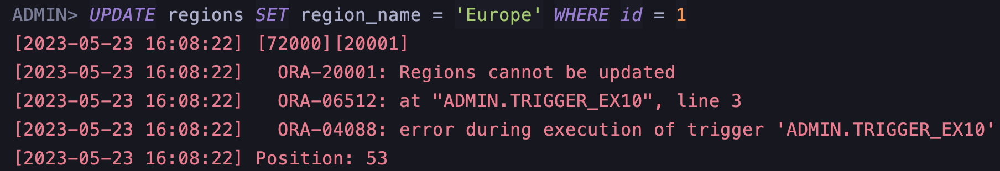 ADMIN> UPDATE regions SET region_name = 'Europe' WHERE id = 1
[2023-05-23 16:08:22] [72000][20001]
[2023-05-23 16:08:22]   ORA-20001: Regions cannot be updated
[2023-05-23 16:08:22]   ORA-06512: at "ADMIN.TRIGGER_EX10", line 3
[2023-05-23 16:08:22]   ORA-04088: error during execution of trigger 'ADMIN.TRIGGER_EX10'
[2023-05-23 16:08:22] Position: 53